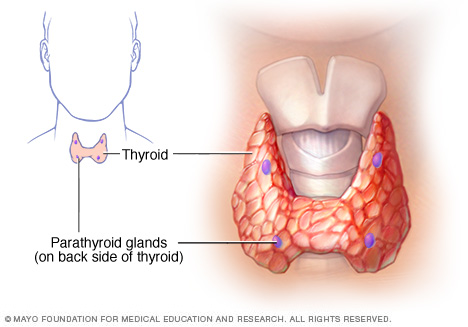 Thyroid
Parathyroid glands
(on back side of thyroid)
© MAYO FOUNDATION FOR MEDICAL EDUCATION AND RESEARCH. ALL RIGHTS RESERVED.